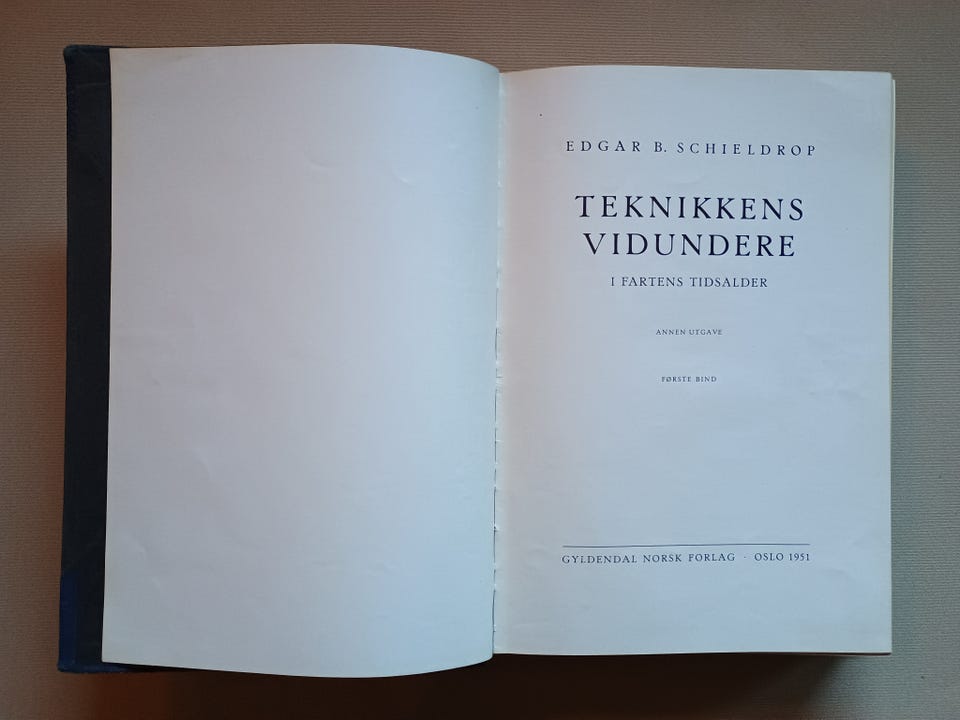 EDGAR B. SCHIELDROP
TEKNIKKENS
VIDUNDERE
I FARTENS TIDSALDER
ANNEN UTGAVE
FØRSTE BIND
GYLDENDAL NORSK FORLAG · OSLO 1951